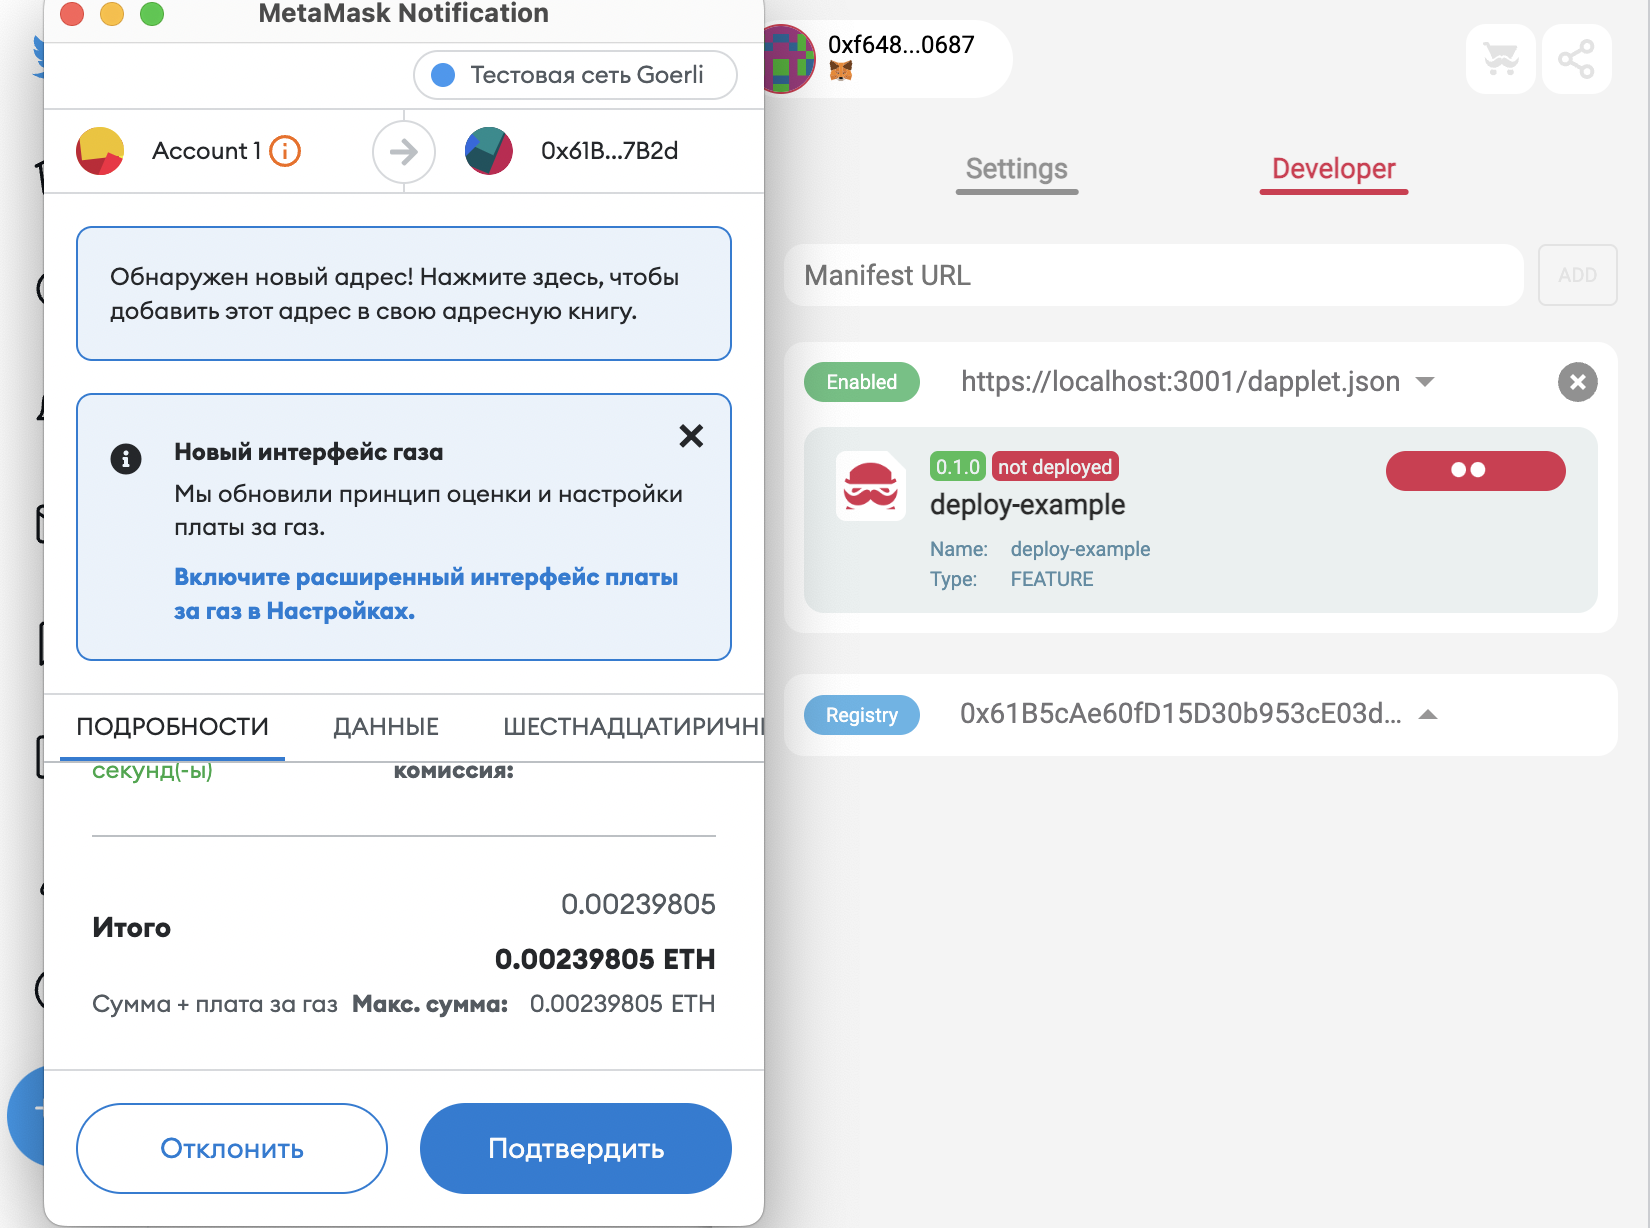 MetaMask Notification
Тестовая сеть Goerli
Account 1
0x61B...7B2d
Обнаружен новый адрес! Нажмите здесь, чтобы
добавить этот адрес в свою адресную книгу.
Новый интерфейс газа
Мы обновили принцип оценки и настройки
платы за газ.
Включите расширенный интерфейс платы
за газ в Настройках.
ПОДРОБНОСТИ
ДАННЫЕ
ШЕСТНАДЦАТИРИЧН
секунд(-ы)
комиссия:
Итого
0.00239805
0.00239805 ETH
Сумма + плата за газ Макс. сумма: 0.00239805 ETH
Отклонить
Подтвердить
0xf648...0687
Settings
Developer
Manifest URL
ADD
Enabled
https://localhost:3001/dapplet.json
0.1.0
not deployed
deploy-example
Name: deploy-example
Type: FEATURE
Registry
0x61B5cAe60fD15D30b953cE03d...